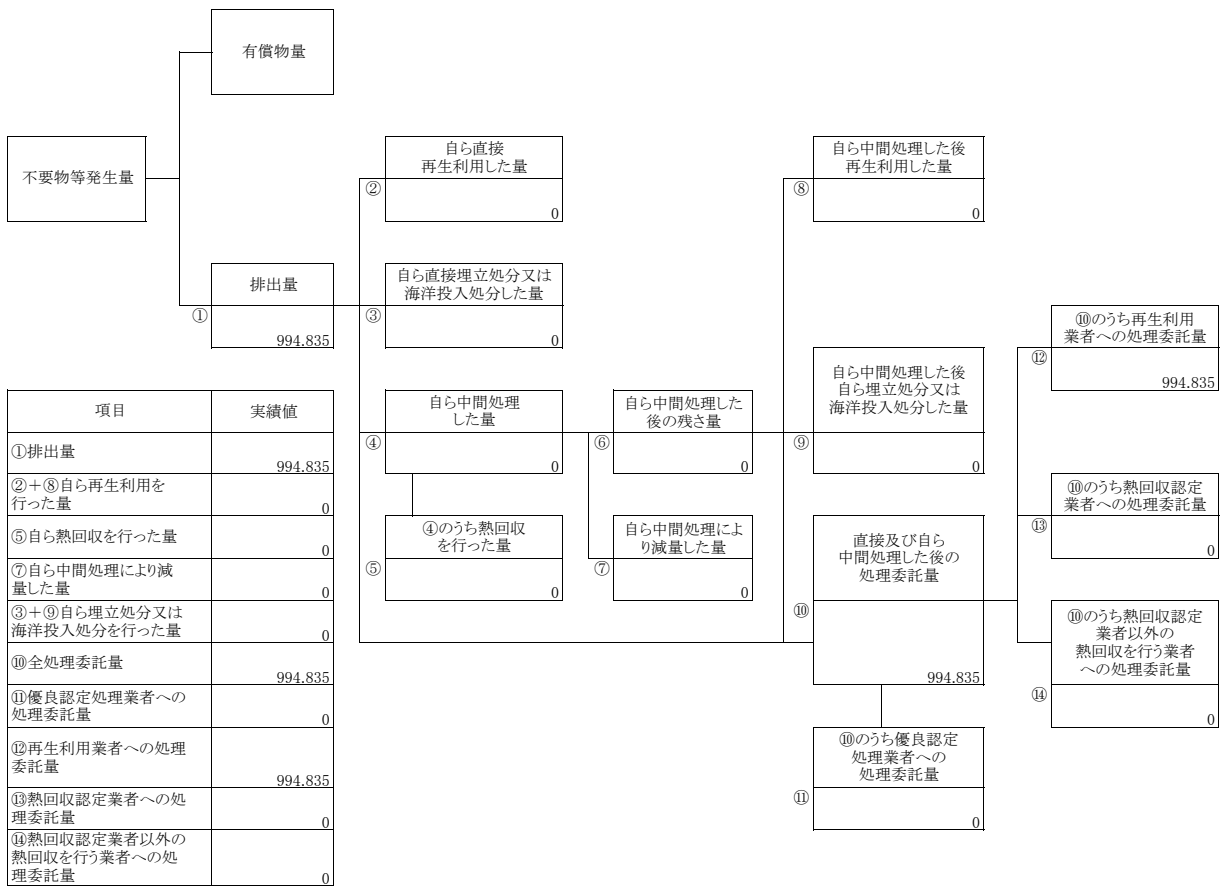 有償物量
不要物等発生量
自ら直接
再生利用した量
②
0
自ら中間処理した後
再生利用した量
⑧
0
排出量
①
994.835
自ら直接埋立処分又は
海洋投入処分した量
③
0
⑩のうち再生利用
業者への処理委託量
⑫
994.835
自ら中間処理
した量
④
0
自ら中間処理した
後の残さ量
⑥
0
自ら中間処理した後
自ら埋立処分又は
海洋投入処分した量
⑨
0
⑩のうち熱回収認定
業者への処理委託量
⑬
0
④のうち熱回収
を行った量
⑤
0
自ら中間処理によ
り減量した量
⑦
0
直接及び自ら
中間処理した後の
処理委託量
⑩
994.835
⑩のうち熱回収認定
業者以外の
熱回収を行う業者
への処理委託量
⑭
0
⑩のうち優良認定
処理業者への
処理委託量
⑪
0
項目 実績値
①排出量
994.835
②+⑧自ら再生利用を
行った量
0
⑤自ら熱回収を行った量
0
⑦自ら中間処理により減
量した量
0
③+⑨自ら埋立処分又は
海洋投入処分を行った量
0
⑩全処理委託量
994.835
⑪優良認定処理業者への
処理委託量
0
⑫再生利用業者への処理
委託量
994.835
⑬熱回収認定業者への処
理委託量
0
⑭熱回収認定業者以外の
熱回収を行う業者への処
理委託量
0